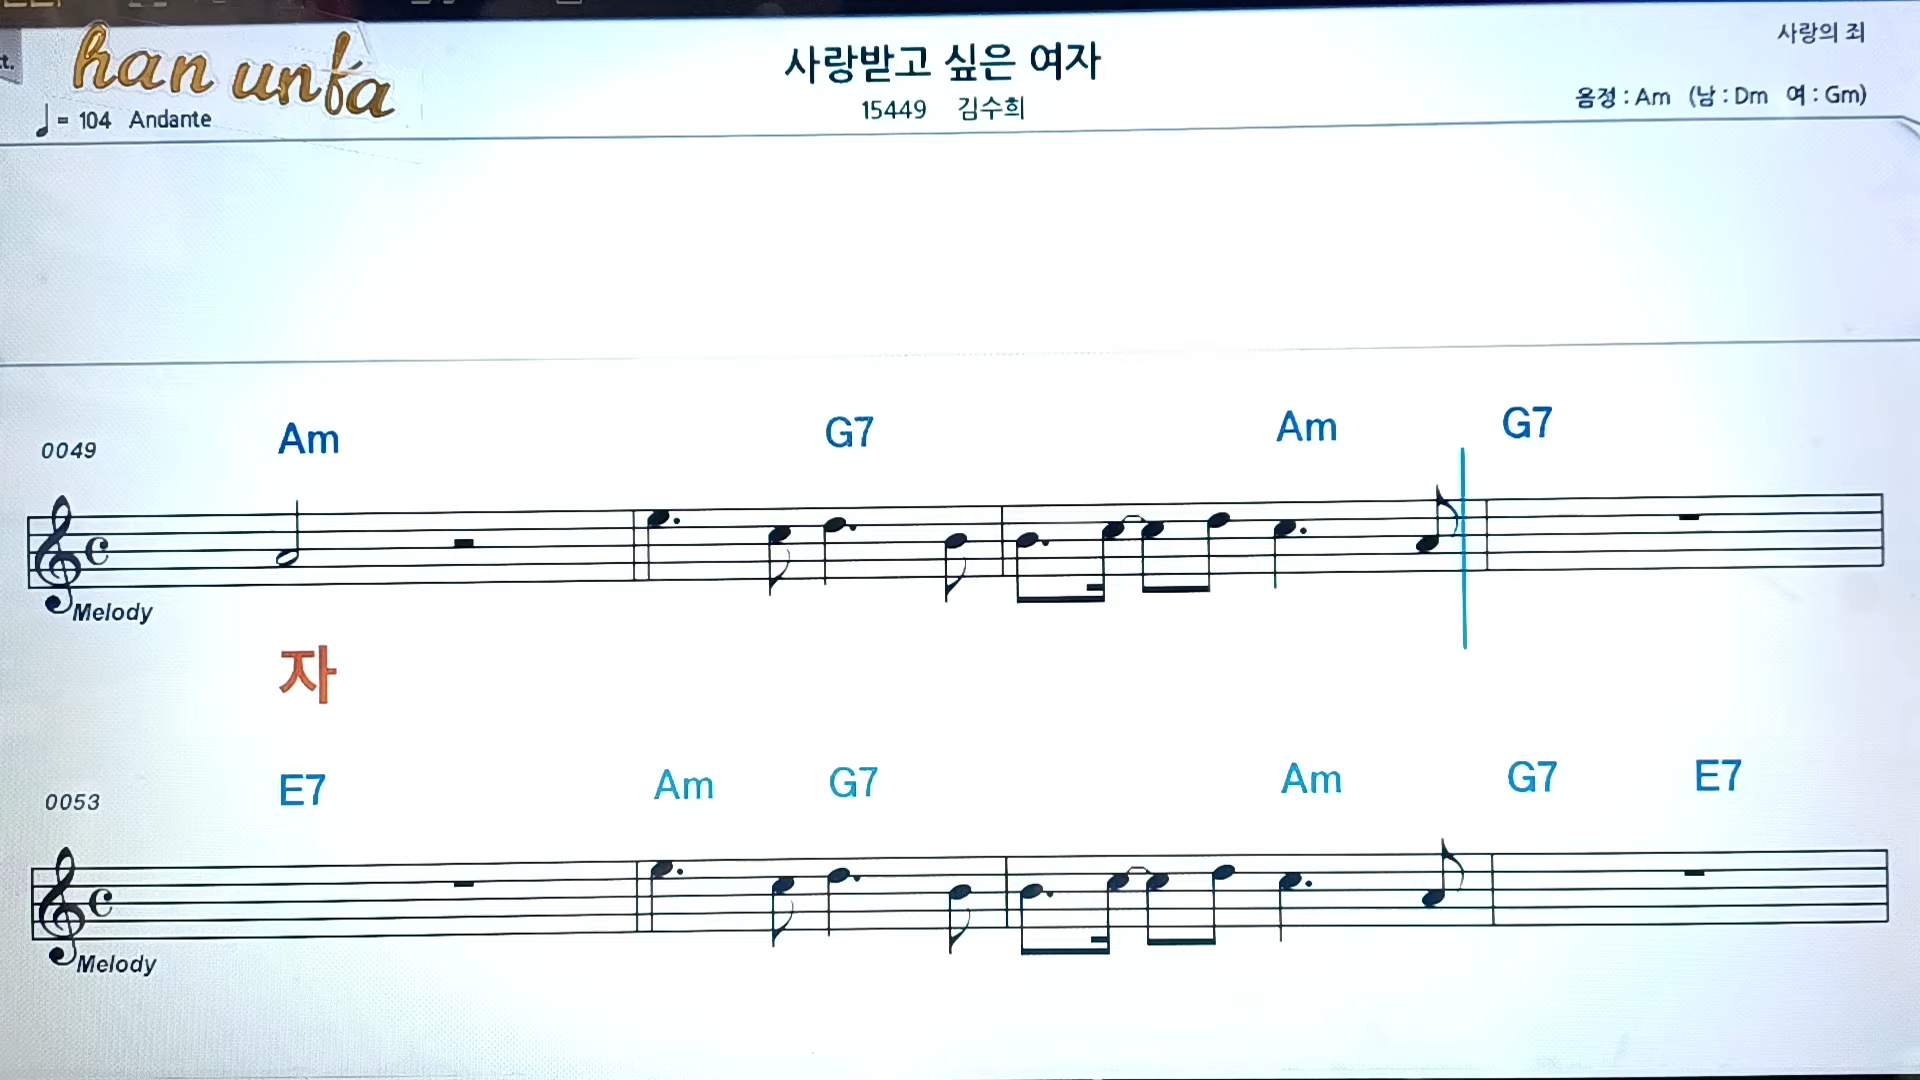 han unfa
사랑받고 싶은 여자
사랑의 죄
= 104 Andante
15449 김수희
음정 : Am (남 : Dm 여 : Gm)
0049 Am G7 Am G7
Melody
자
0053 E7 Am G7 Am G7 E7
Melody